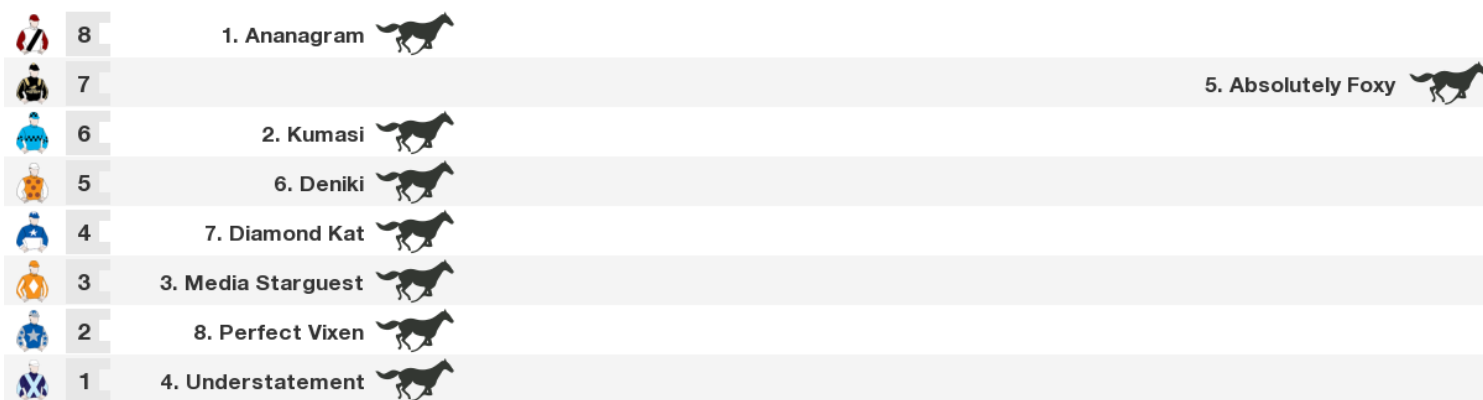 8 1. Ananagram
7 5. Absolutely Foxy
6 2. Kumasi
5 6. Deniki
4 7. Diamond Kat
3 3. Media Starguest
2 8. Perfect Vixen
1 4. Understatement